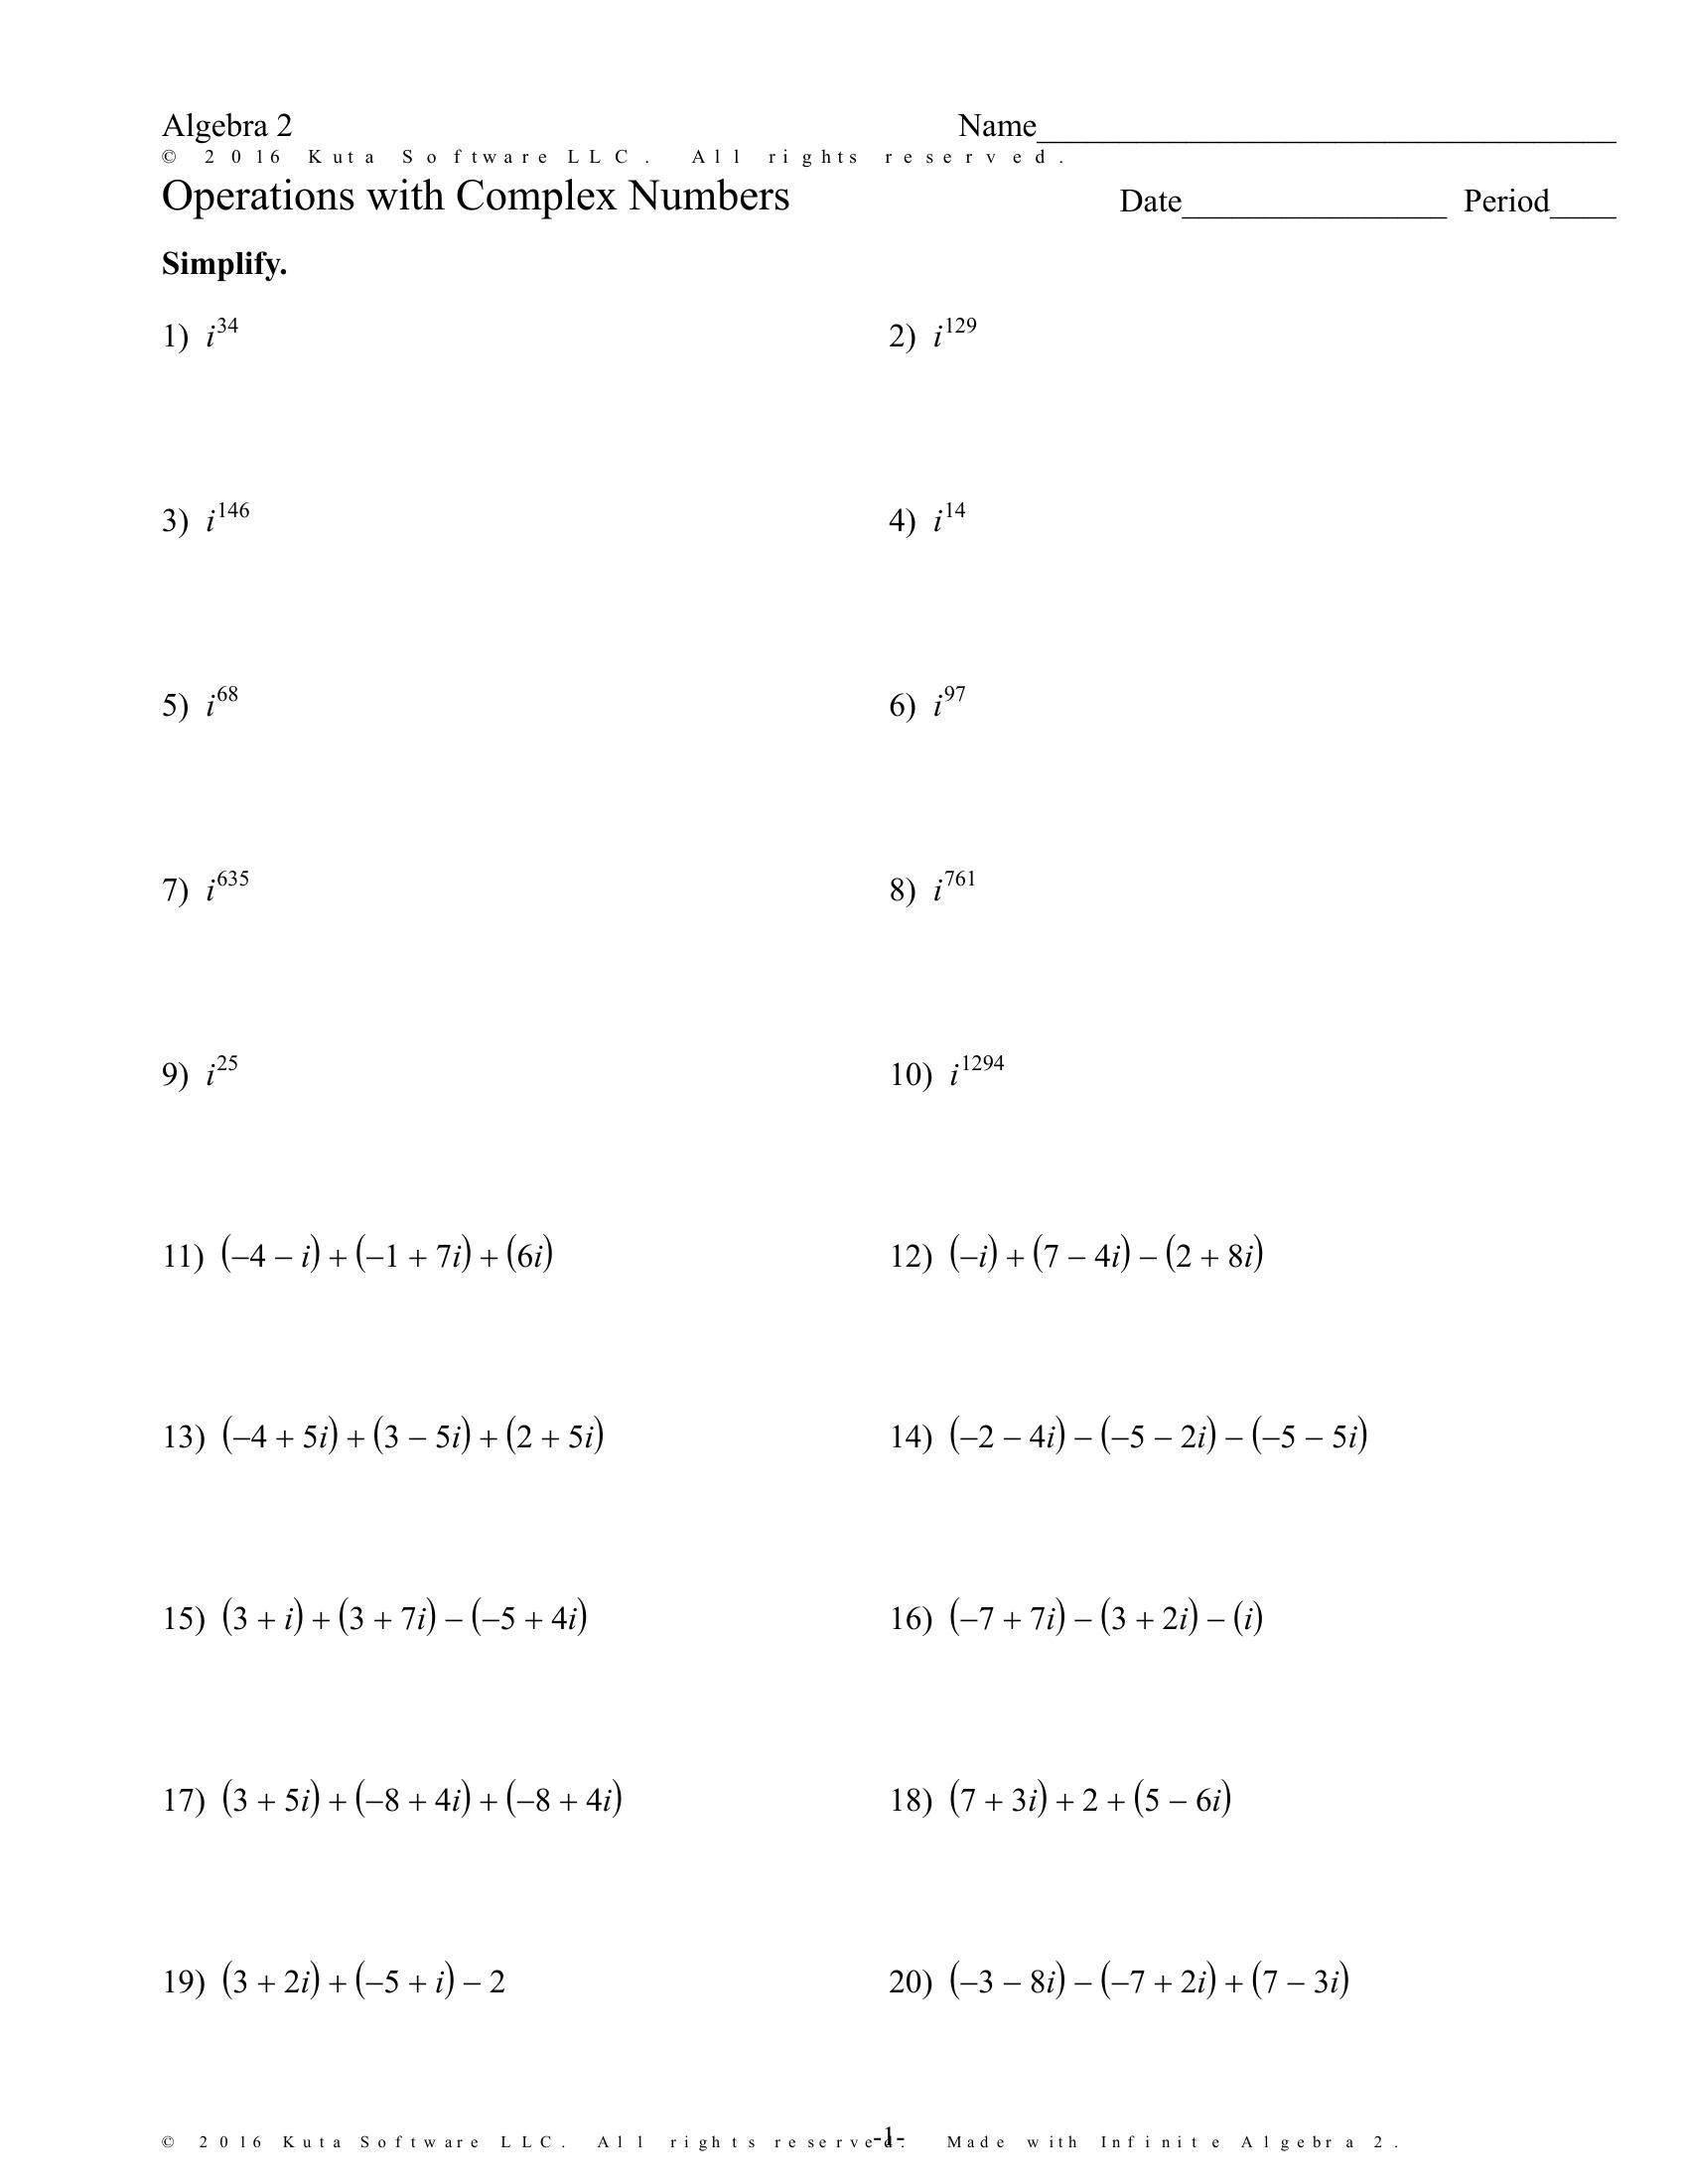 Algebra 2 Name___________________________________
© 2016 Kuta Software LLC. All rights reserved.
Operations with Complex Numbers Date________________ Period____
Simplify.
1) i^34 2) i^129
3) i^146 4) i^14
5) i^68 6) i^97
7) i^635 8) i^761
9) i^25 10) i^1294
11) (−4 − i) + (−1 + 7i) + (6i) 12) (−i) + (7 − 4i) − (2 + 8i)
13) (−4 + 5i) + (3 − 5i) + (2 + 5i) 14) (−2 − 4i) − (−5 − 2i) − (−5 − 5i)
15) (3 + i) + (3 + 7i) − (−5 + 4i) 16) (−7 + 7i) − (3 + 2i) − (i)
17) (3 + 5i) + (−8 + 4i) + (−8 + 4i) 18) (7 + 3i) + 2 + (5 − 6i)
19) (3 + 2i) + (−5 + i) − 2 20) (−3 − 8i) − (−7 + 2i) + (7 − 3i)
© 2016 Kuta Software LLC. All rights reserved. -1- Made with Infinite Algebra 2.